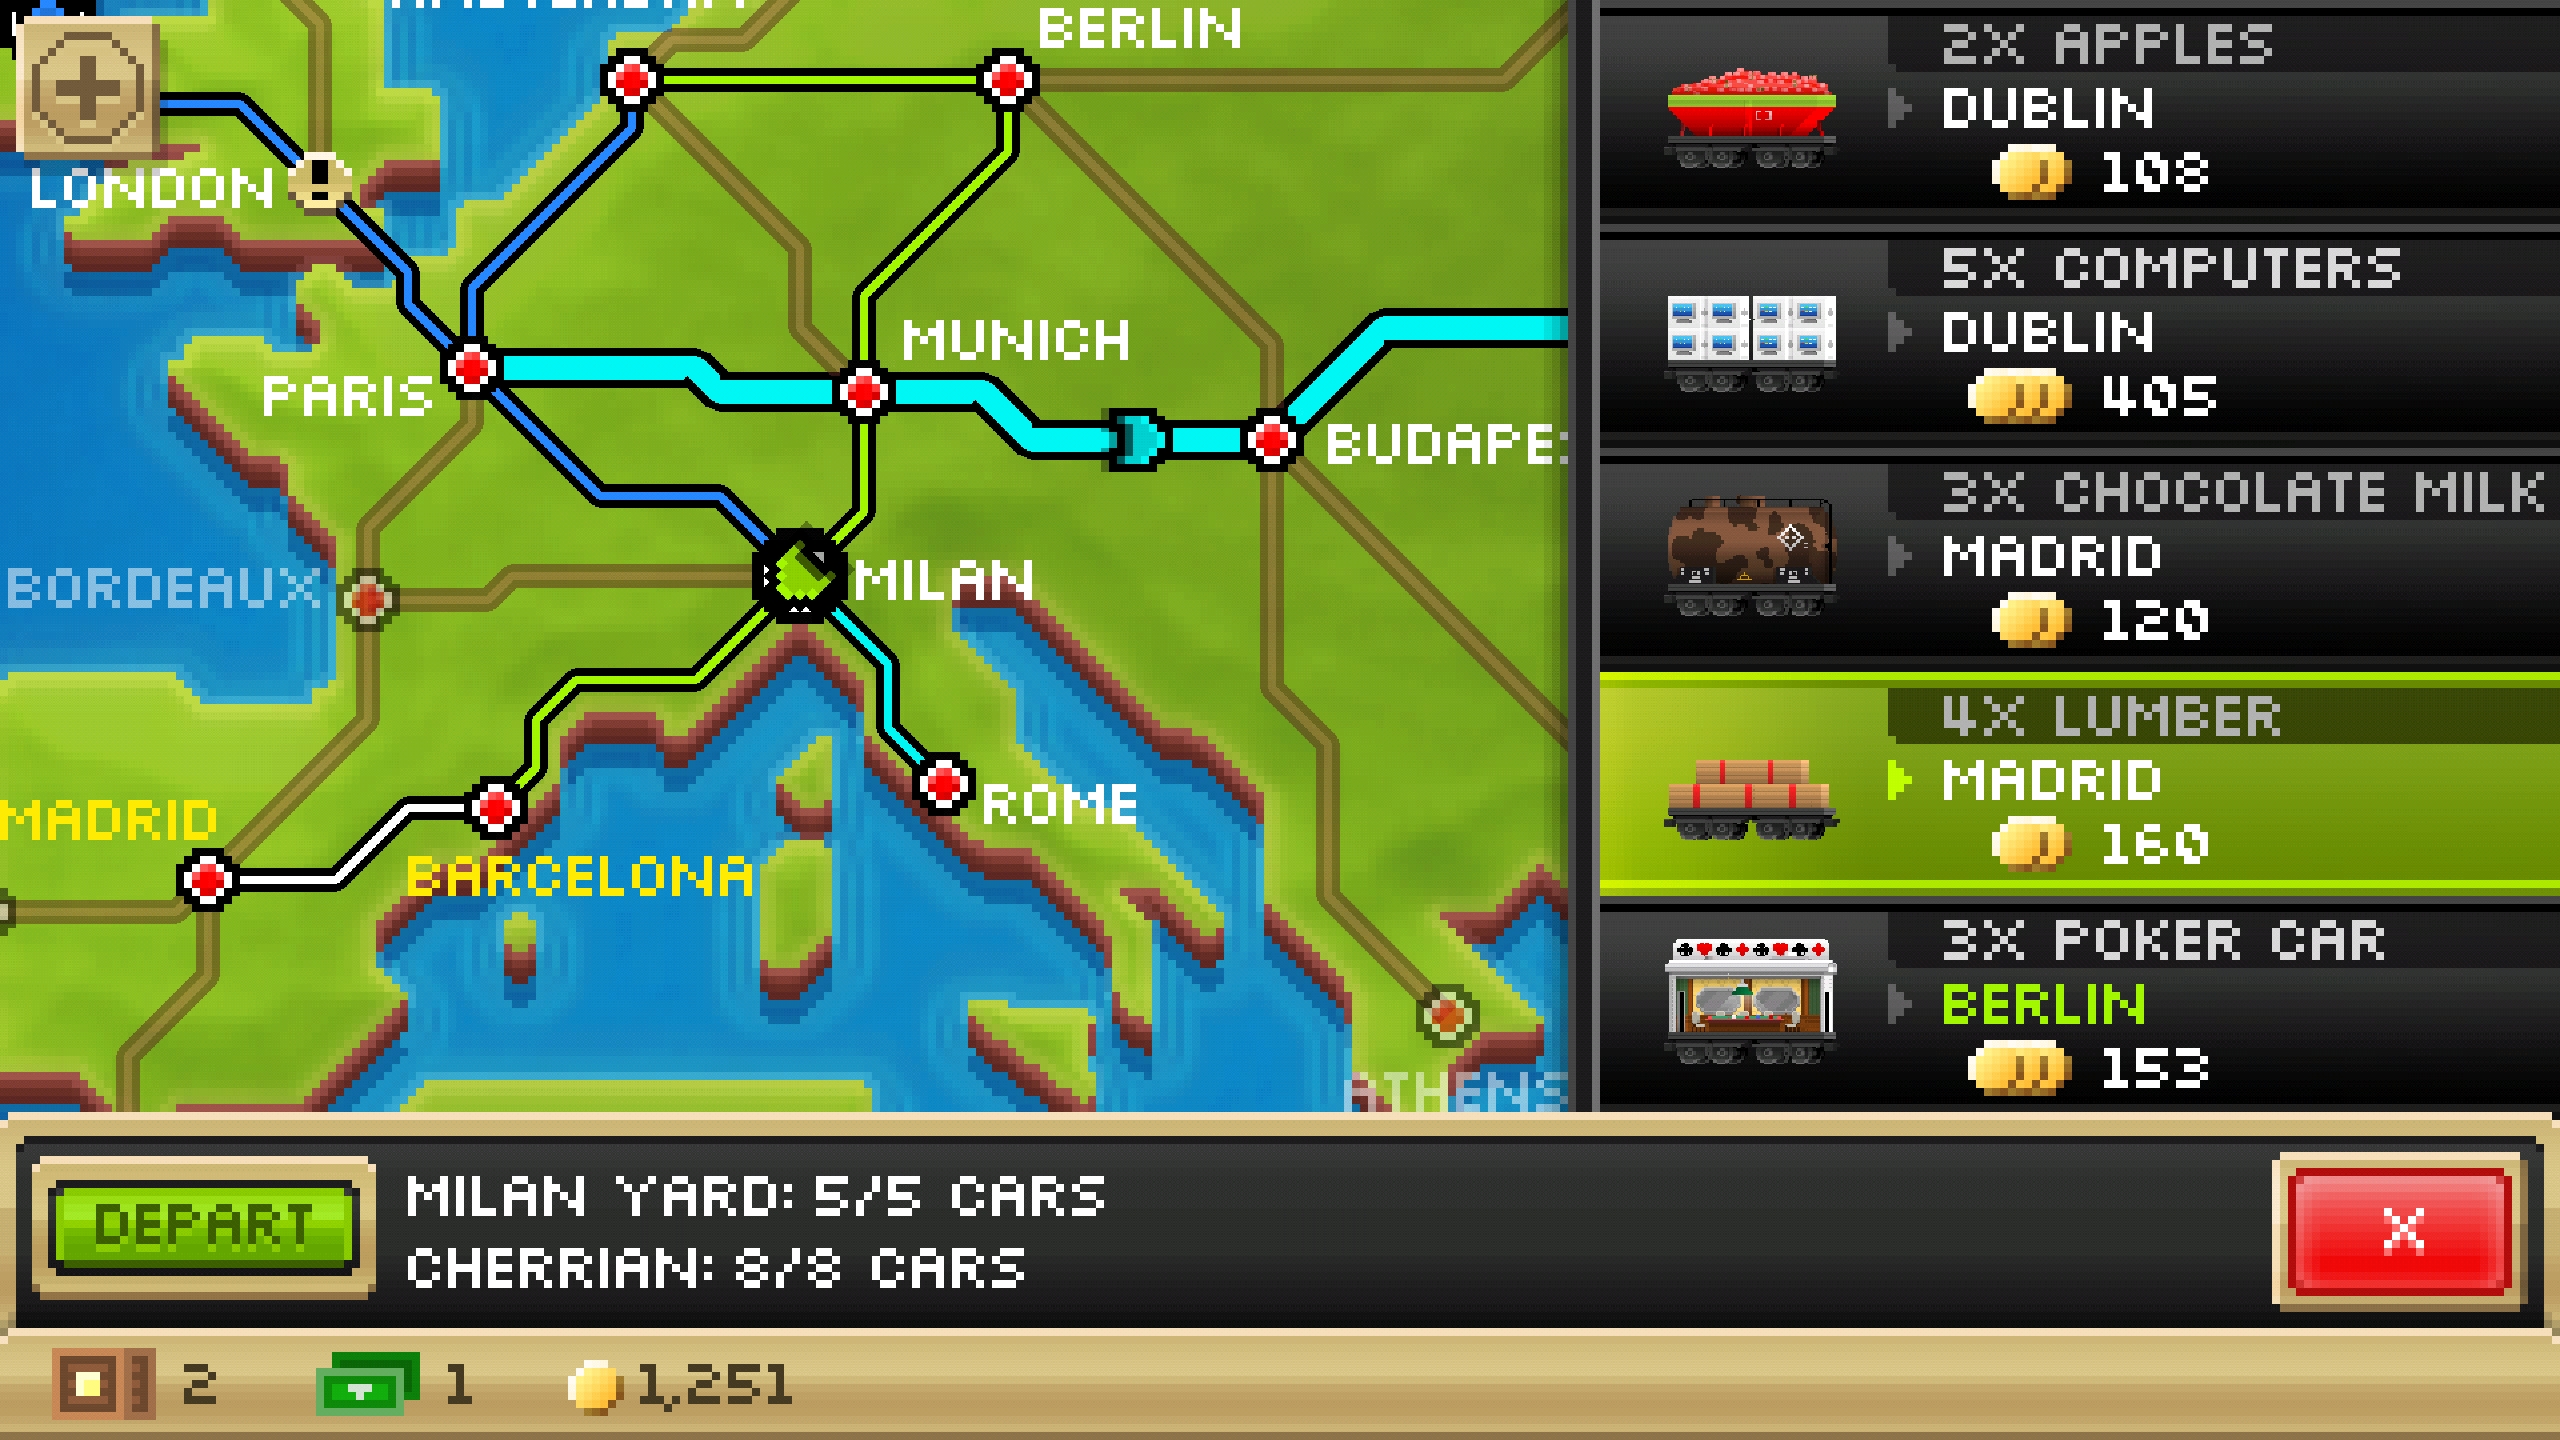 BERLIN
LONDON
!
MUNICH
PARIS
MILAN
BORDEAUX
ROME
MADRID
BARCELONA
2X APPLES
DUBLIN
108
5X COMPUTERS
DUBLIN
405
3X CHOCOLATE MILK
MADRID
120
4X LUMBER
MADRID
160
3X POKER CAR
BERLIN
153
BUDAPE
ATHENS
DEPART
MILAN YARD: 5/5 CARS
CHERRIAN: 8/8 CARS
X
2
1
1,251